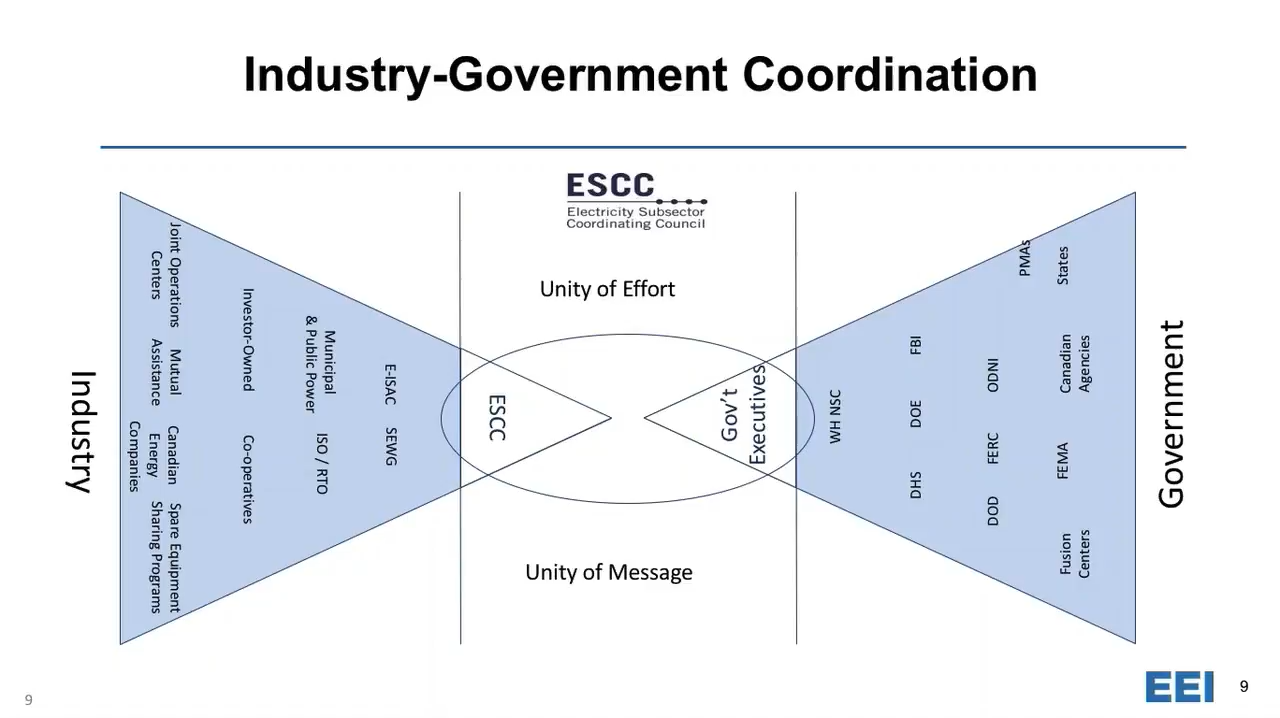 Industry-Government Coordination
ESCC
Electricity Subsector
Coordinating Council
Unity of Effort
Industry
Joint Operations
Centers
Mutual
Assistance
Canadian
Energy
Companies
Spare Equipment
Sharing Programs
Investor-Owned
Co-operatives
Municipal
& Public Power
ISO / RTO
E-ISAC
SEWG
ESCC
Gov't
Executives
WH NSC
FBI
DOE
DHS
ODNI
FERC
DOD
PMAs
States
Canadian
Agencies
FEMA
Fusion
Centers
Government
Unity of Message
9
EEI
9